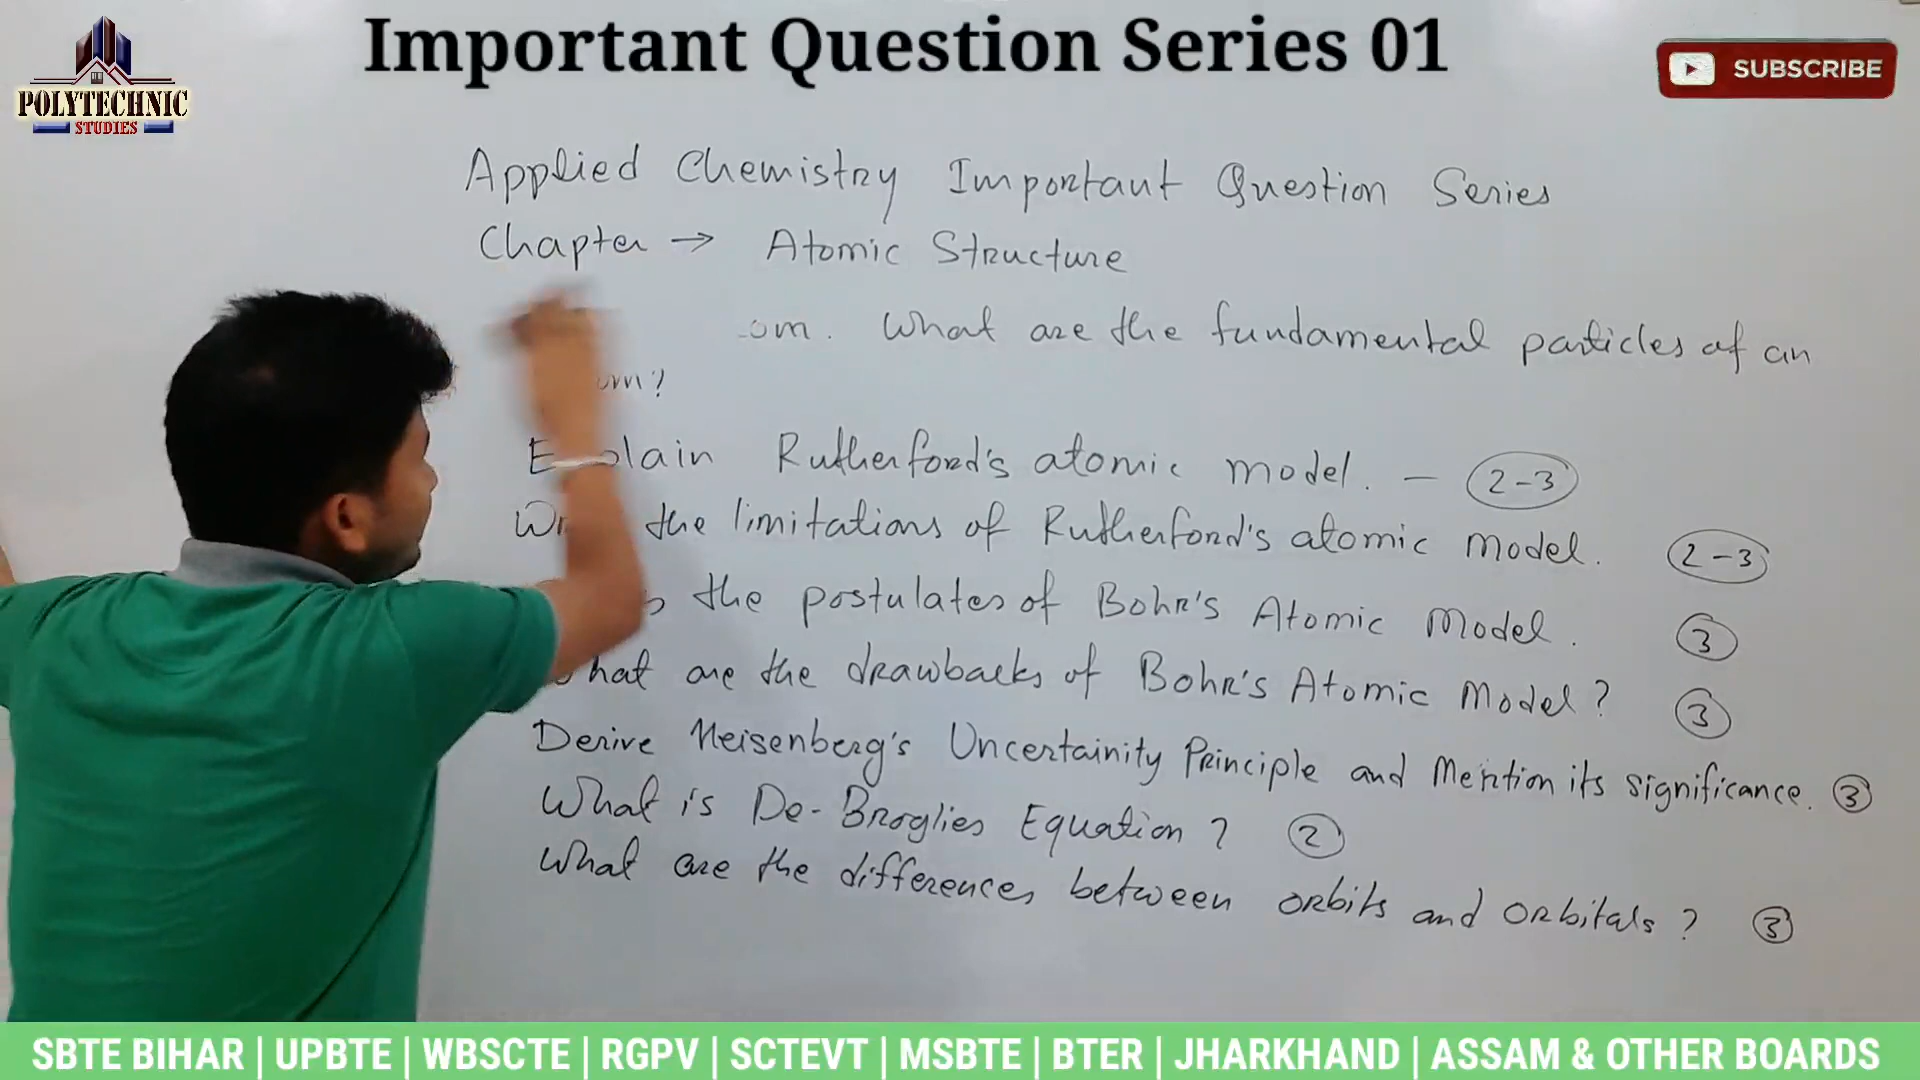 Important Question Series 01
POLYTECHNIC
STUDIES
SUBSCRIBE
Applied Chemistry Important Question Series
Chapter → Atomic Structure
om. What are the fundamental particles of an
um?
Explain Rutherford's atomic model. - 2-3
the limitations of Rutherford's atomic model. 2-3
the postulates of Bohr's Atomic Model. 3
What are the drawbacks of Bohr's Atomic Model? 3
Derive Heisenberg's Uncertainity Principle and Mention its significance. 3
What is De-Broglies Equation? 2
What are the differences between orbits and orbitals? 3
SBTE BIHAR | UPBTE | WBSCTE | RGPV | SCTEVT | MSBTE | BTER | JHARKHAND | ASSAM & OTHER BOARDS